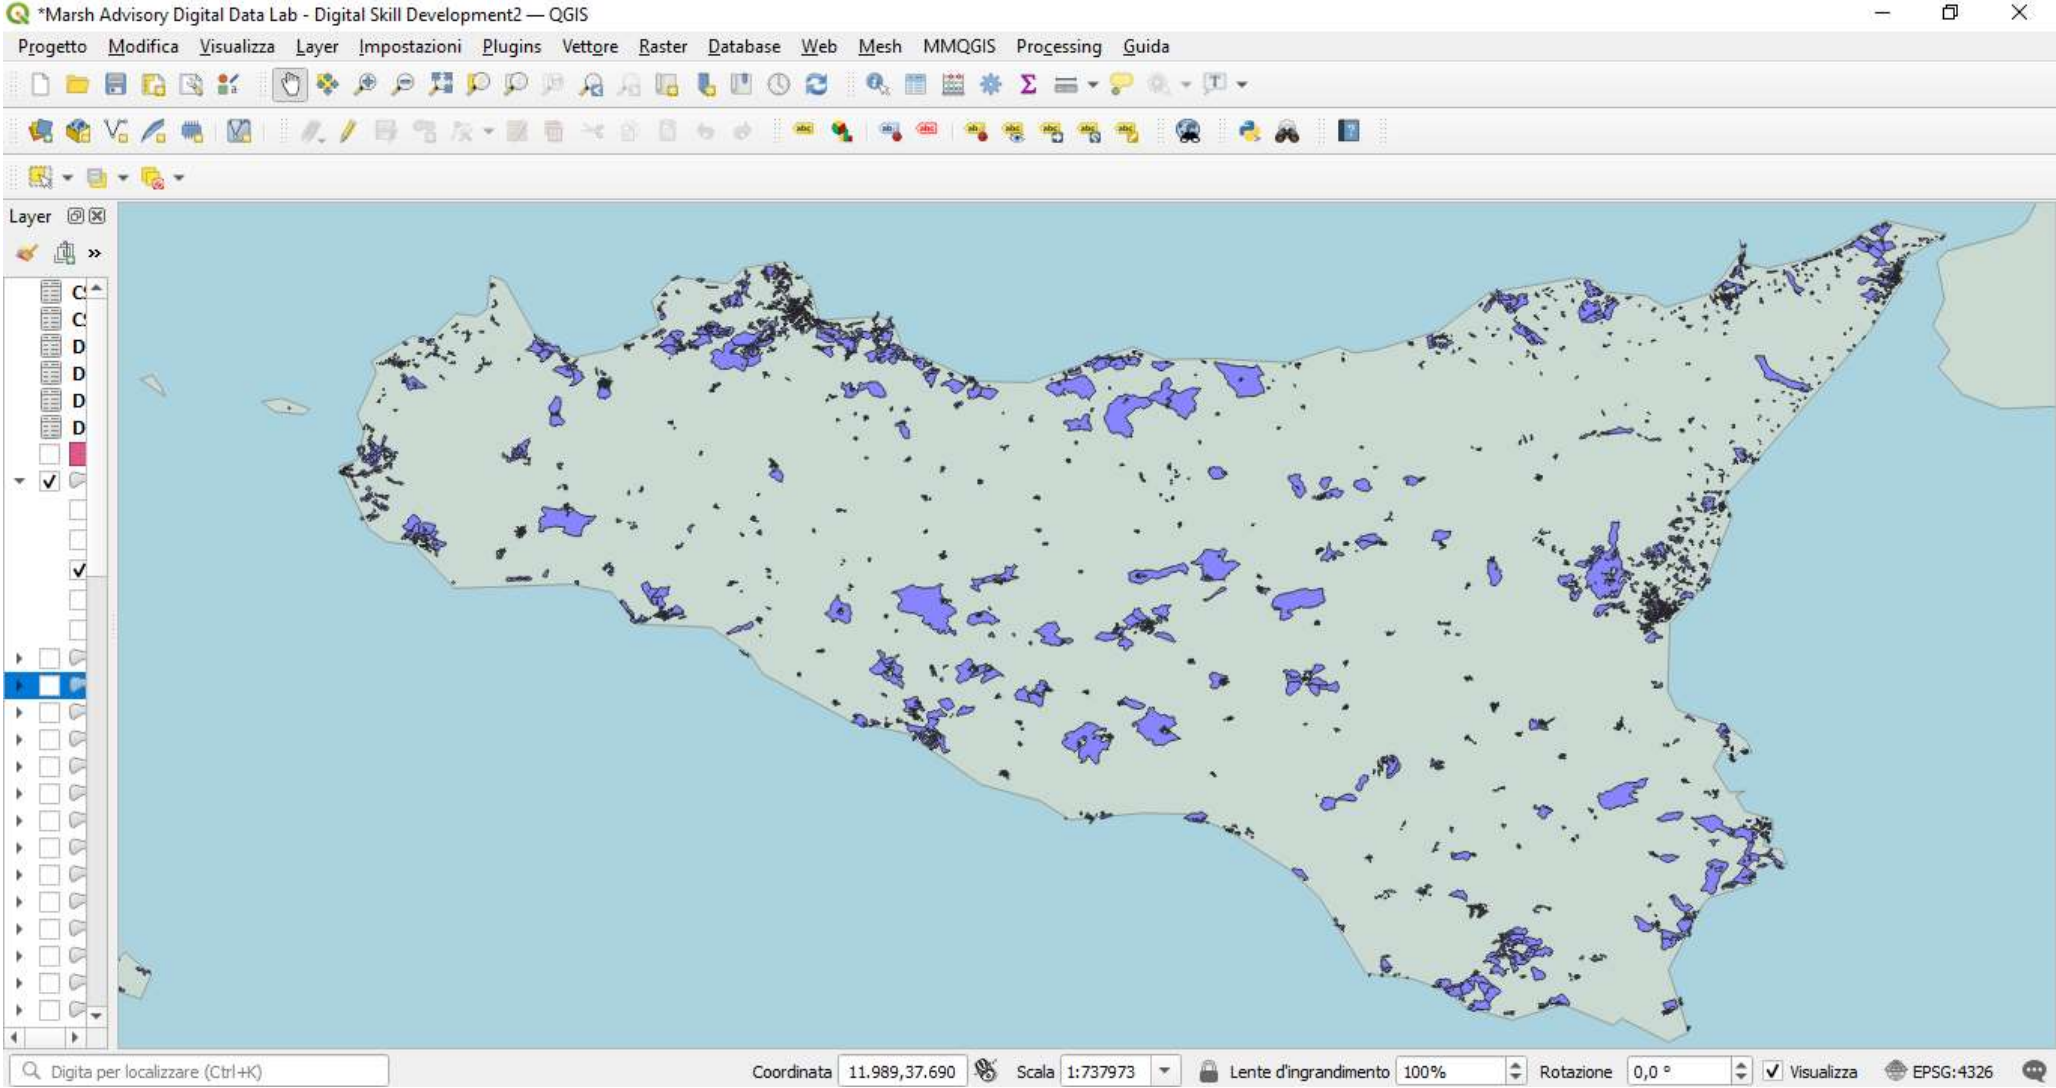 *Marsh Advisory Digital Data Lab - Digital Skill Development2 — QGIS
Progetto Modifica Visualizza Layer Impostazioni Plugins Vettore Raster Database Web Mesh MMQGIS Processing Guida
Layer
D
D
D
D
Digita per localizzare (Ctrl+K) Coordinata 11.989,37.690 Scala 1:737973 Lente d'ingrandimento 100% Rotazione 0,0 ° Visualizza EPSG:4326